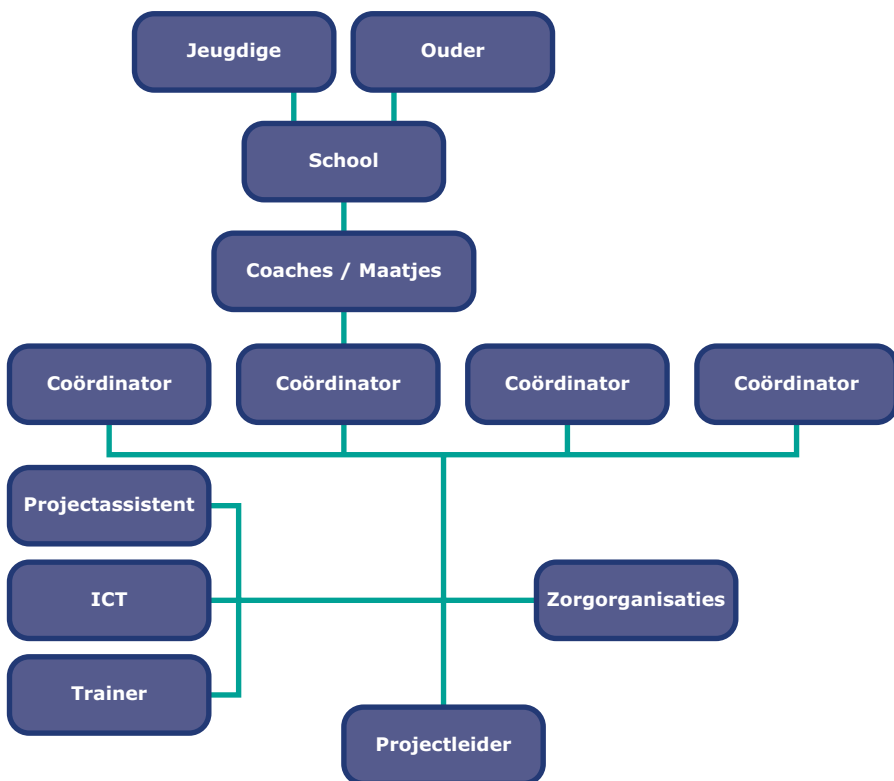 Jeugdige
Ouder
School
Coaches / Maatjes
Coördinator
Coördinator
Coördinator
Coördinator
Projectassistent
ICT
Zorgorganisaties
Trainer
Projectleider